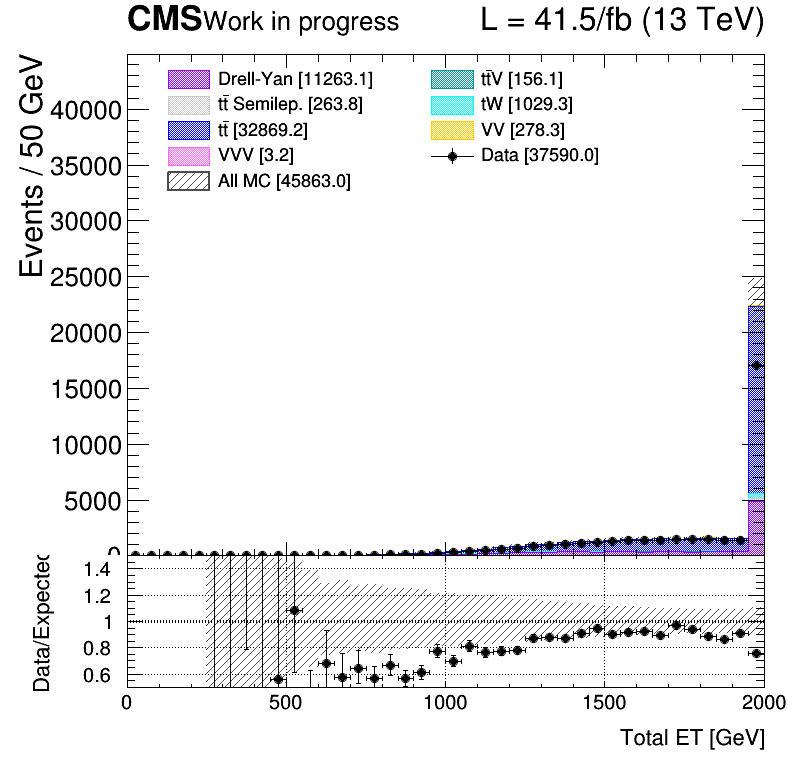 CMS Work in progress L = 41.5/fb (13 TeV)
Events / 50 GeV
40000
35000
30000
25000
20000
15000
10000
5000
0
Drell-Yan [11263.1]
tt̄ Semilep. [263.8]
tt̄ [32869.2]
VVV [3.2]
All MC [45863.0]
tt̄V [156.1]
tW [1029.3]
VV [278.3]
Data [37590.0]
Data/Expected
1.4
1.2
1
0.8
0.6
0 500 1000 1500 2000
Total ET [GeV]